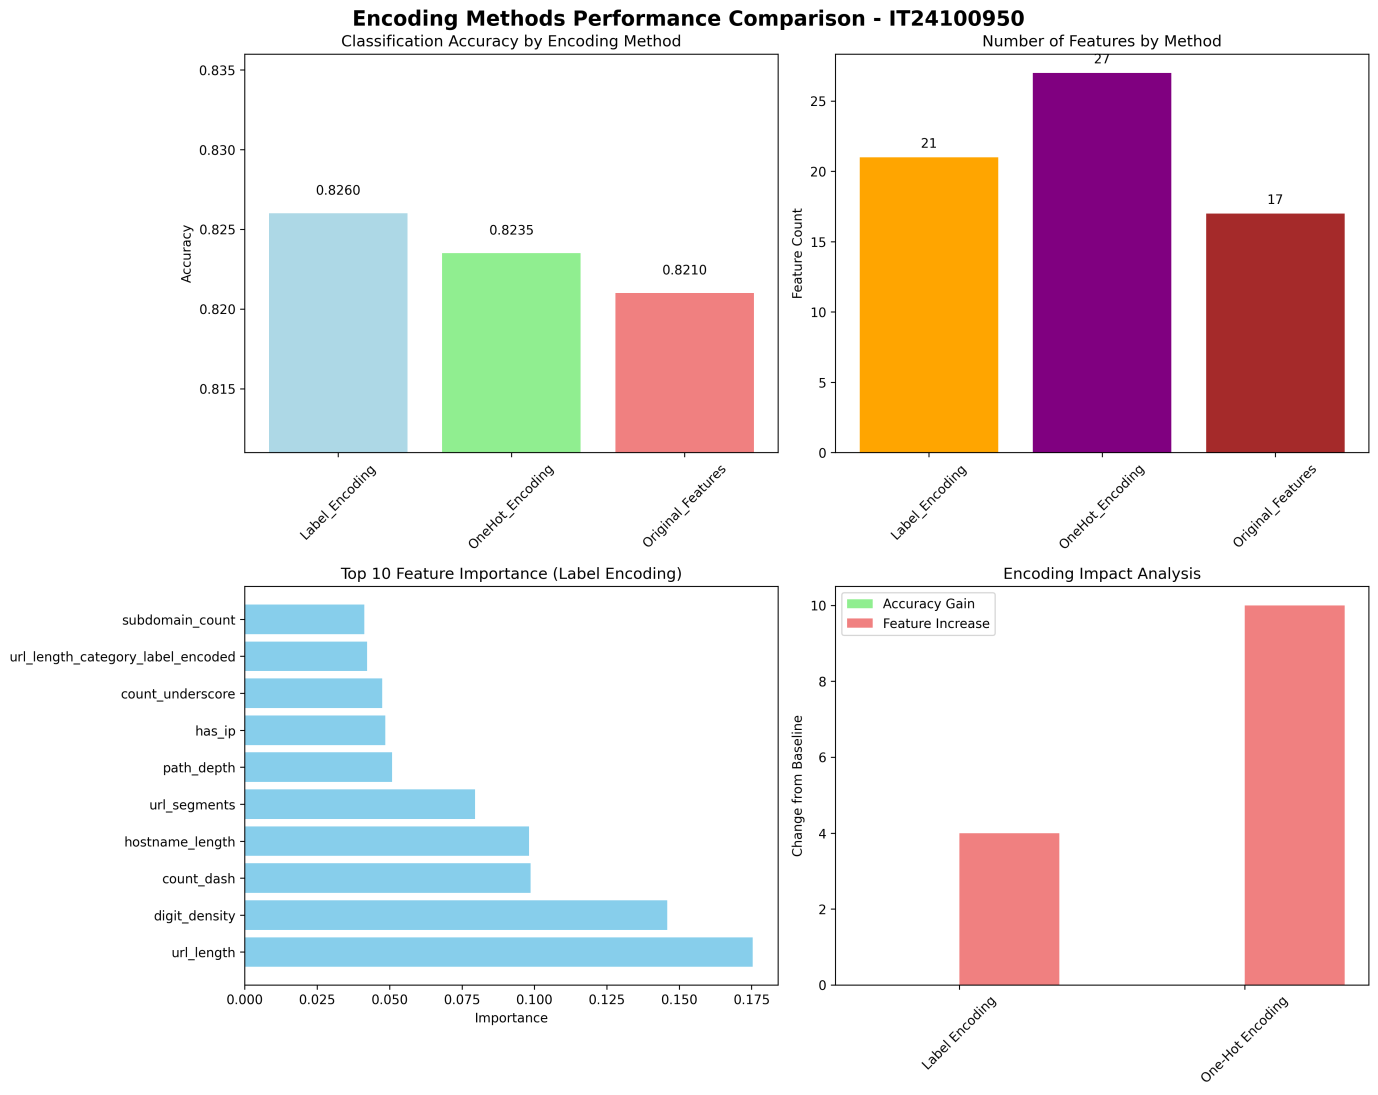 Encoding Methods Performance Comparison - IT24100950
Classification Accuracy by Encoding Method
0.835
0.830
0.825
0.820
0.815
Accuracy
0.8260
0.8235
0.8210
Label_Encoding
OneHot_Encoding
Original_Features
Number of Features by Method
25
20
15
10
5
0
Feature Count
21
27
17
Label_Encoding
OneHot_Encoding
Original_Features
Top 10 Feature Importance (Label Encoding)
subdomain_count
url_length_category_label_encoded
count_underscore
has_ip
path_depth
url_segments
hostname_length
count_dash
digit_density
url_length
0.000 0.025 0.050 0.075 0.100 0.125 0.150 0.175
Importance
Encoding Impact Analysis
Accuracy Gain
Feature Increase
10
8
6
4
2
0
Change from Baseline
Label Encoding
One-Hot Encoding